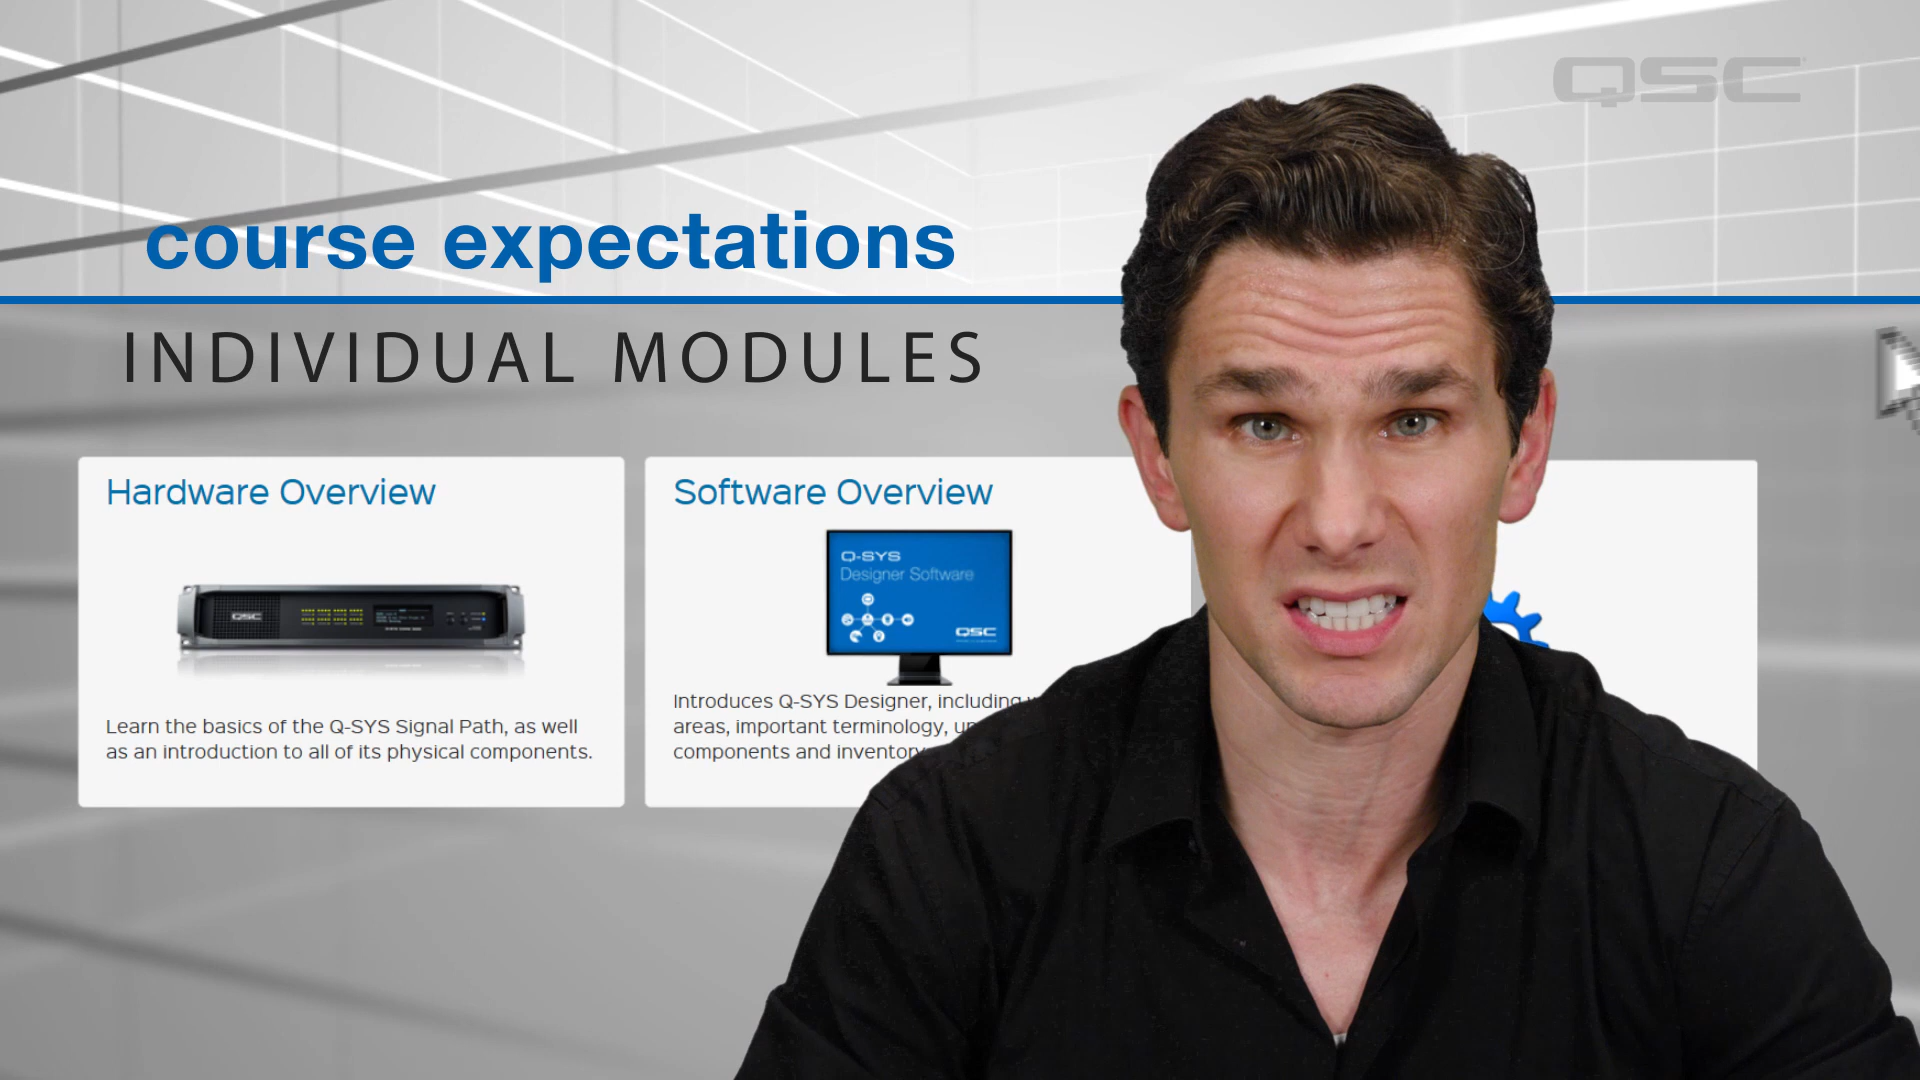 QSC
course expectations
INDIVIDUAL MODULES
Hardware Overview
QSC
Learn the basics of the Q-SYS Signal Path, as well
as an introduction to all of its physical components.
Software Overview
Q-SYS
Designer Software
QSC
Introduces Q-SYS Designer, including
areas, important terminology,
components and inventory